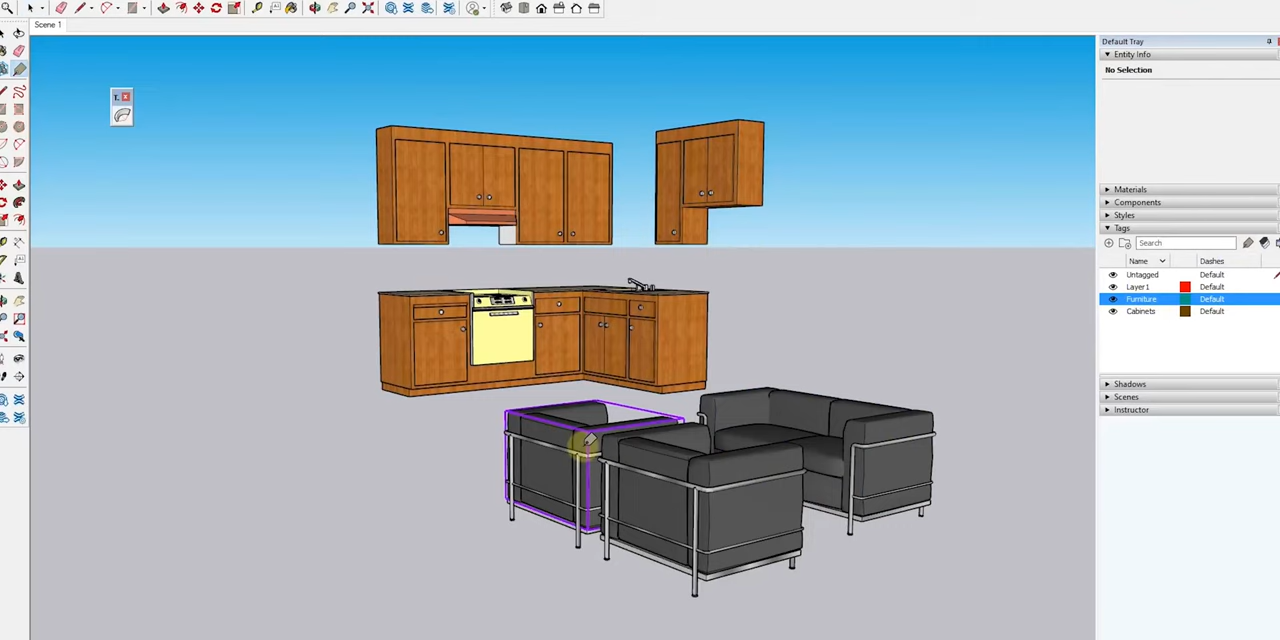 Scene 1
Default Tray
Entity Info
No Selection
T.
Materials
Components
Styles
Tags
Search
Name Dashes
Untagged Default
Layer1 Default
Furniture Default
Cabinets Default
Shadows
Scenes
Instructor